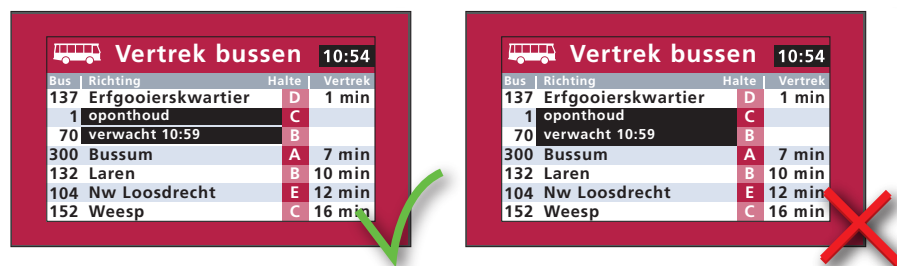 Vertrek bussen 10:54
Bus Richting Halte Vertrek
137 Erfgooierskwartier D 1 min
1 oponthoud C
70 verwacht 10:59 B
300 Bussum A 7 min
132 Laren B 10 min
104 Nw Loosdrecht E 12 min
152 Weesp C 16 min
Vertrek bussen 10:54
Bus Richting Halte Vertrek
137 Erfgooierskwartier D 1 min
1 oponthoud C
70 verwacht 10:59 B
300 Bussum A 7 min
132 Laren B 10 min
104 Nw Loosdrecht E 12 min
152 Weesp C 16 min